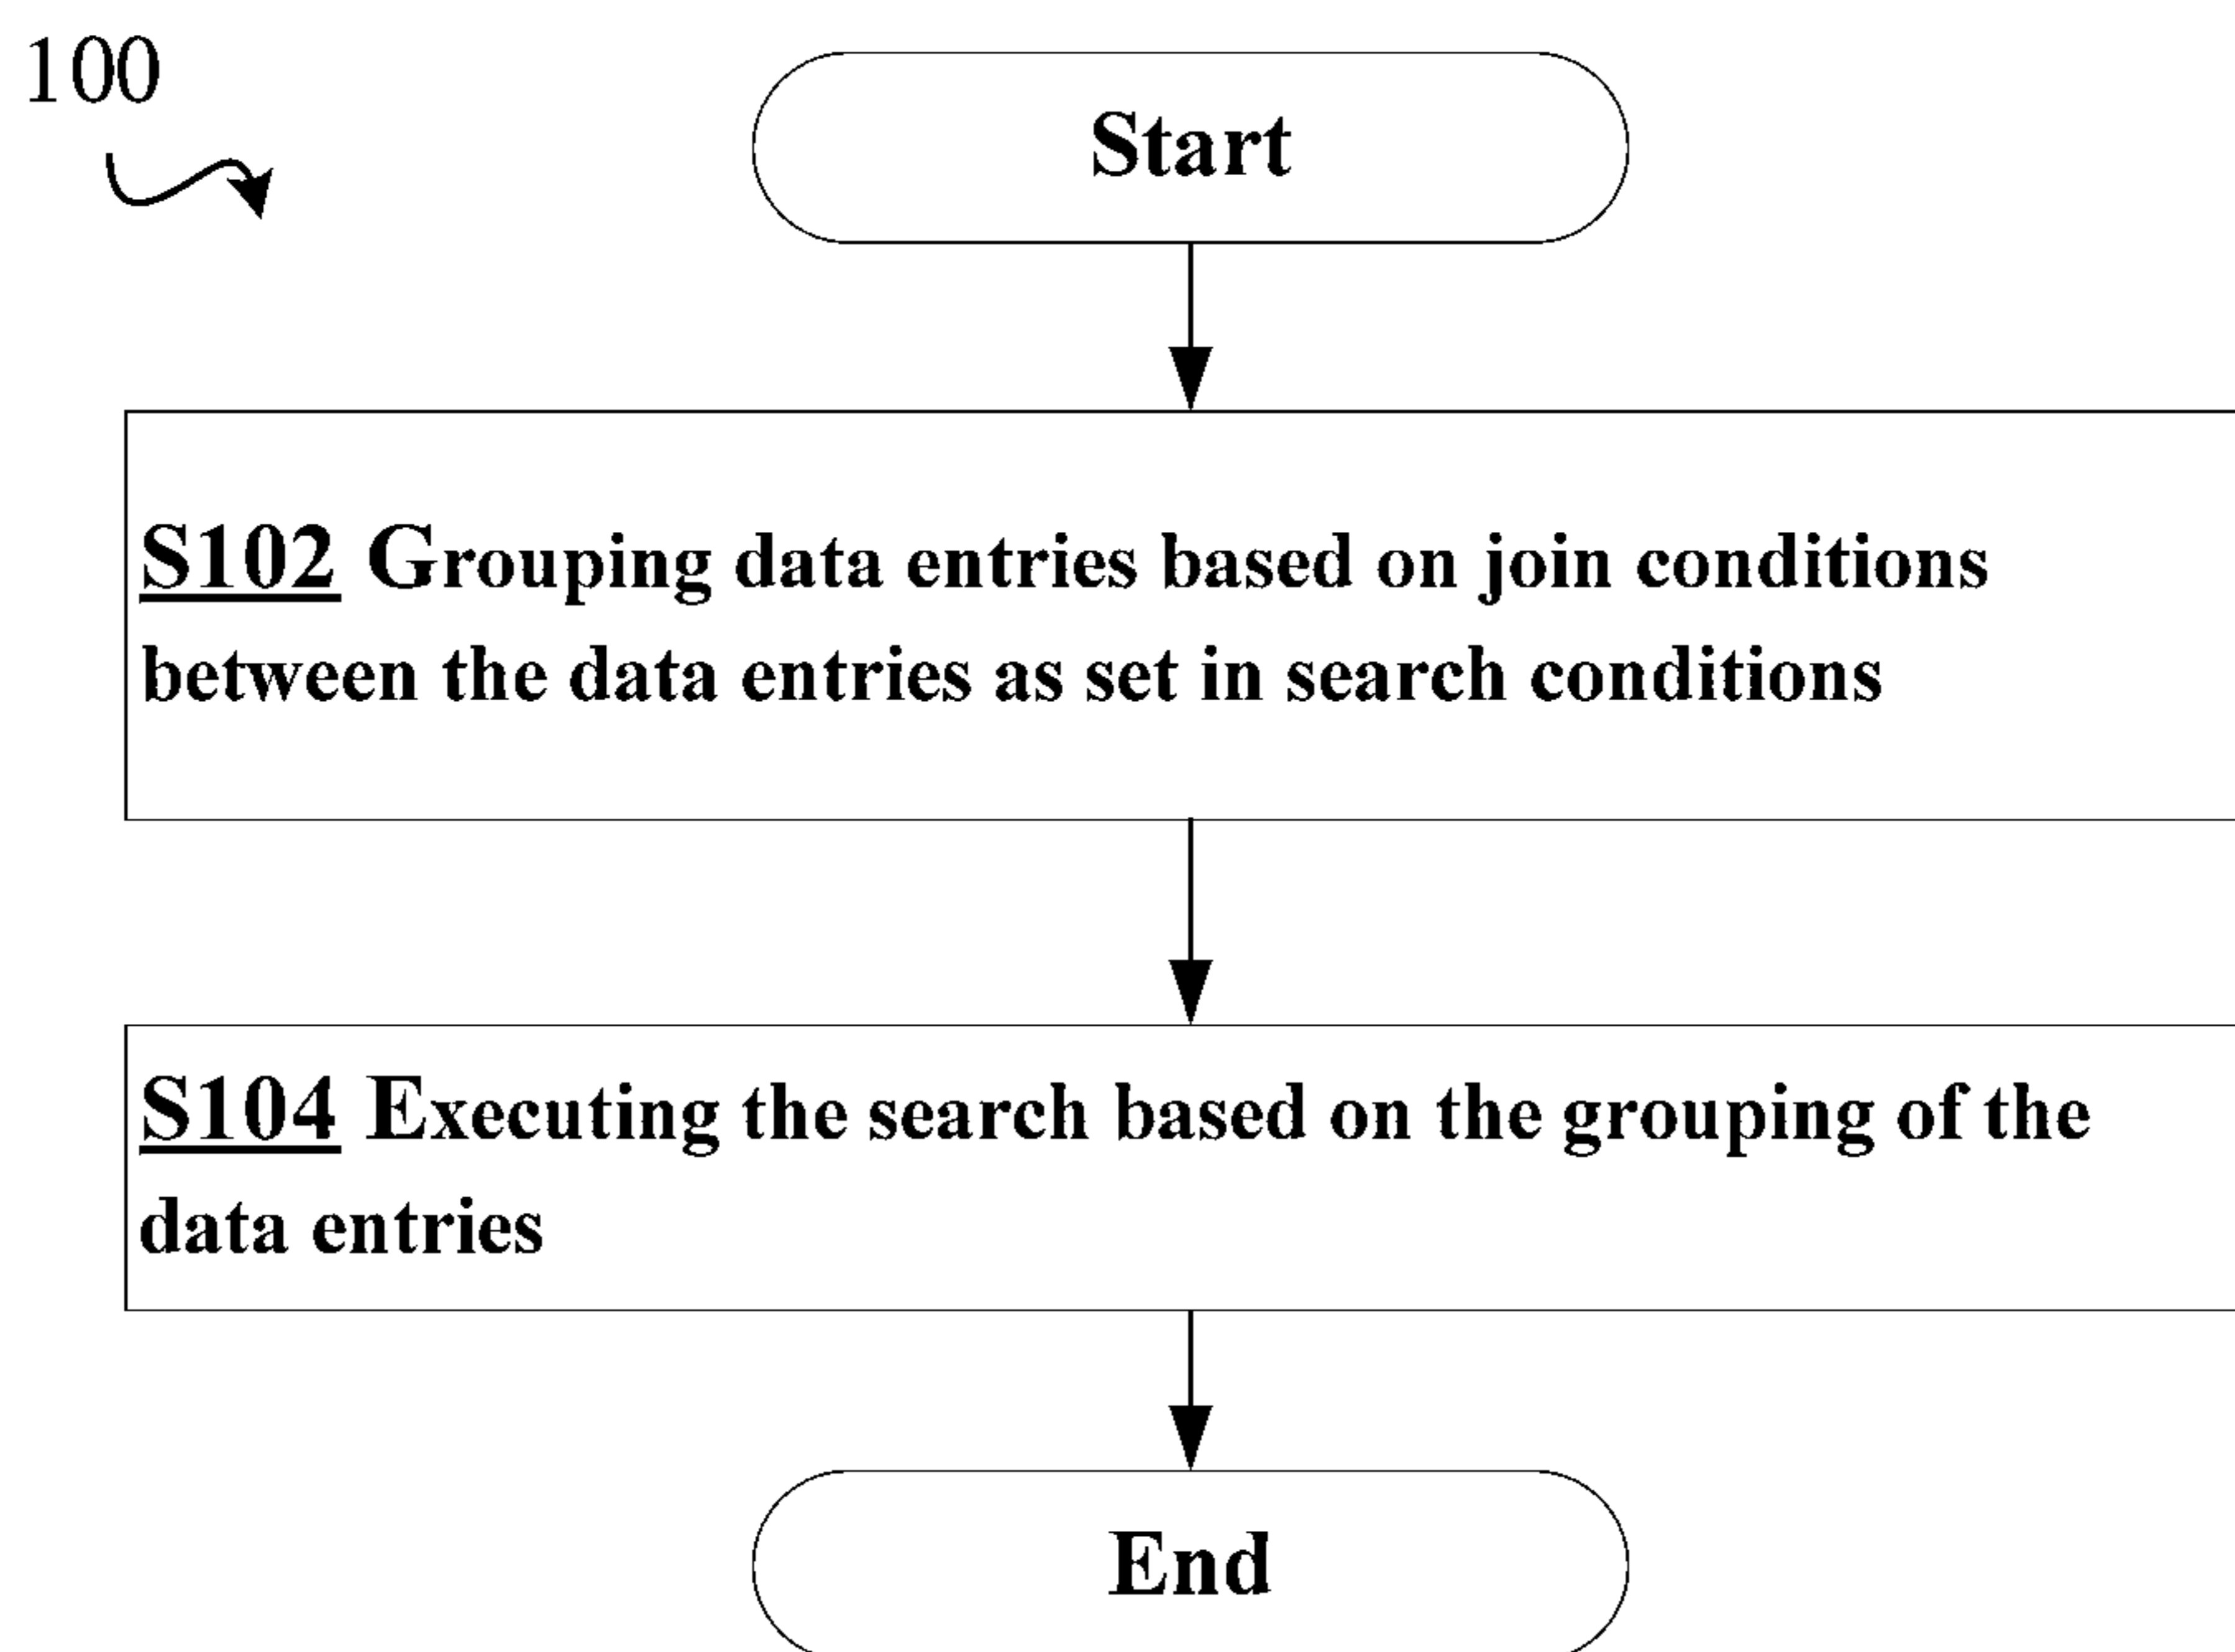 100
Start
S102 Grouping data entries based on join conditions
between the data entries as set in search conditions
S104 Executing the search based on the grouping of the
data entries
End